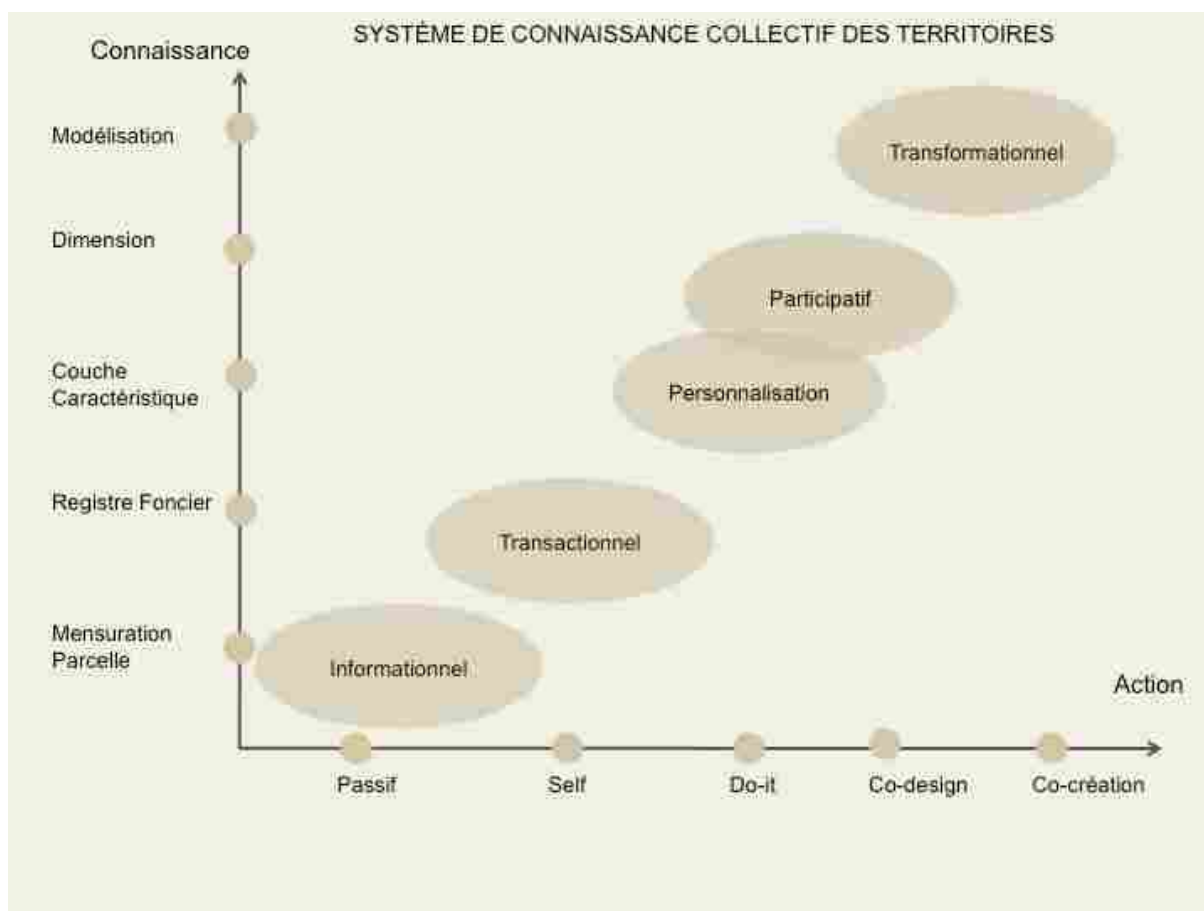 SYSTÈME DE CONNAISSANCE COLLECTIF DES TERRITOIRES
Connaissance
Modélisation
Transformationnel
Dimension
Participatif
Couche
Caractéristique
Personnalisation
Registre Foncier
Transactionnel
Mensuration
Parcelle
Informationnel
Action
Passif
Self
Do-it
Co-design
Co-création